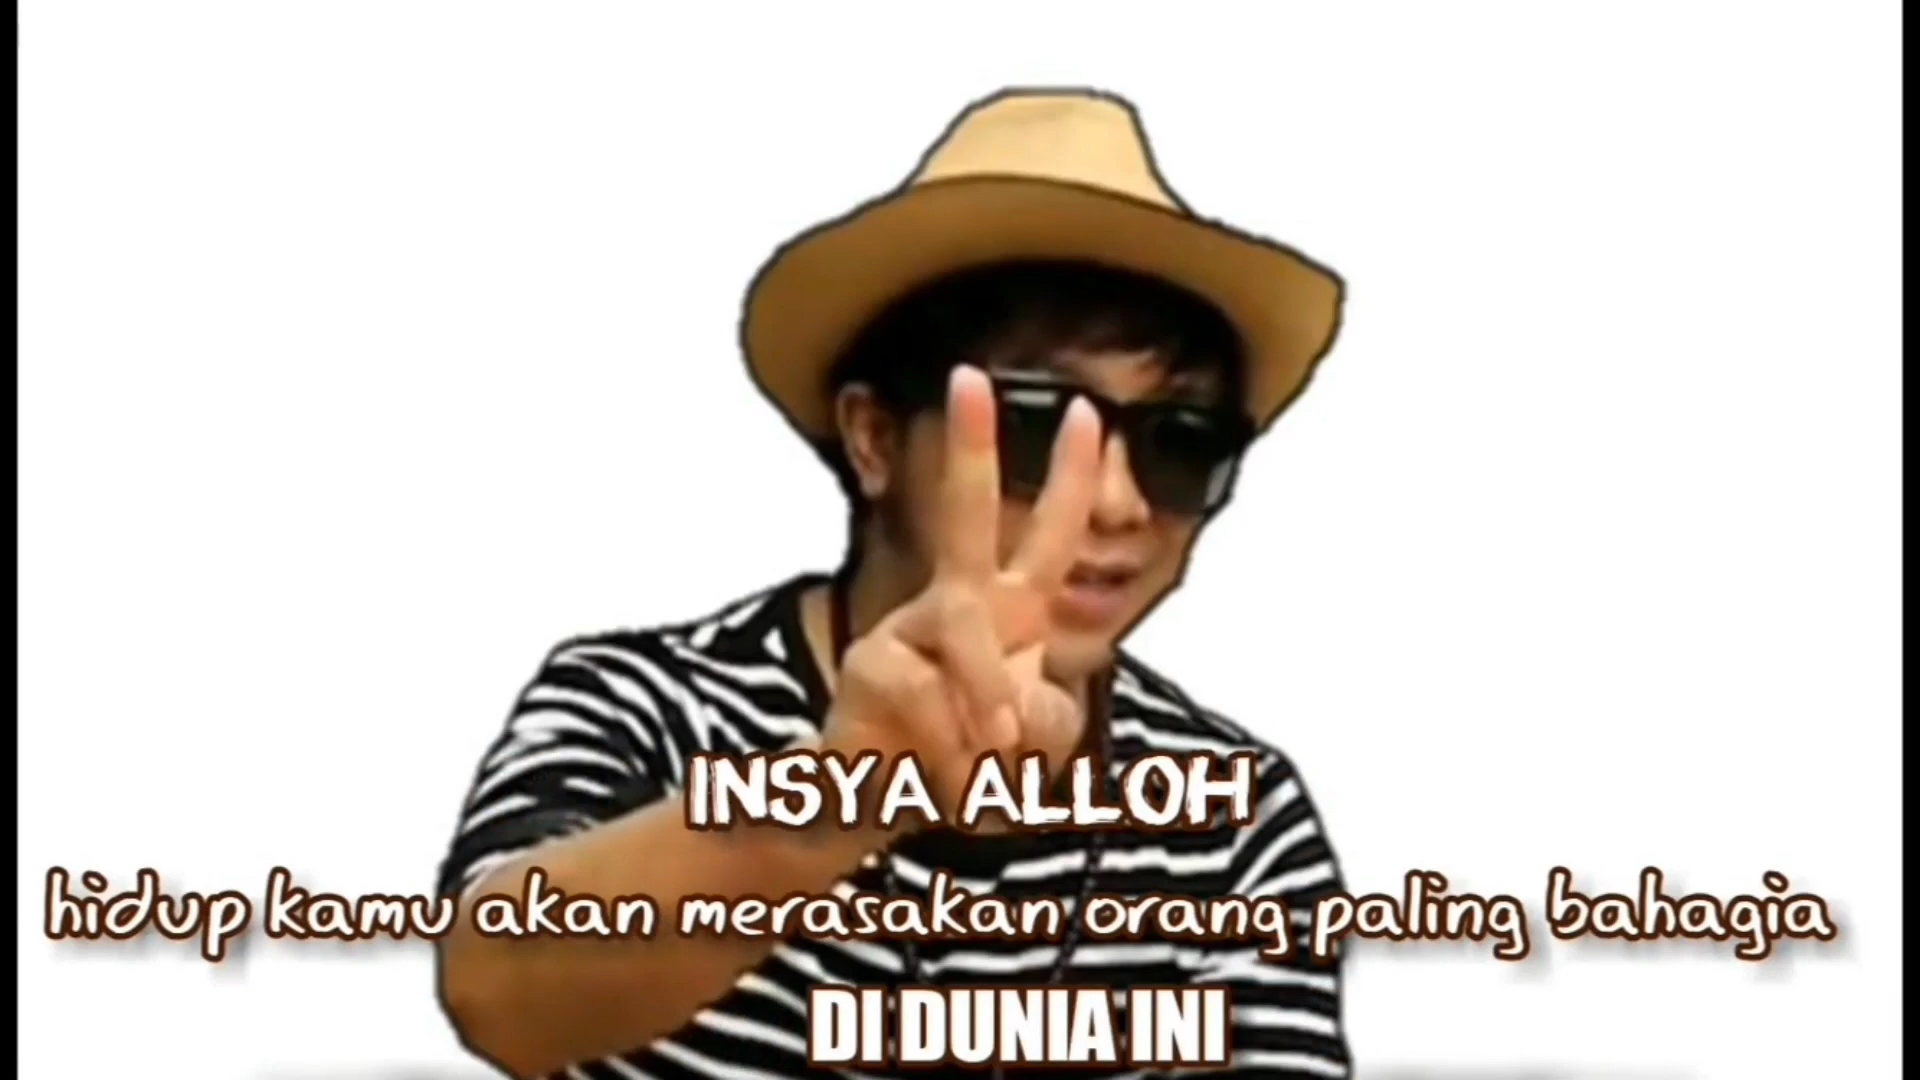 INSYA ALLOH
hidup kamu akan merasakan orang paling bahagia
DI DUNIA INI